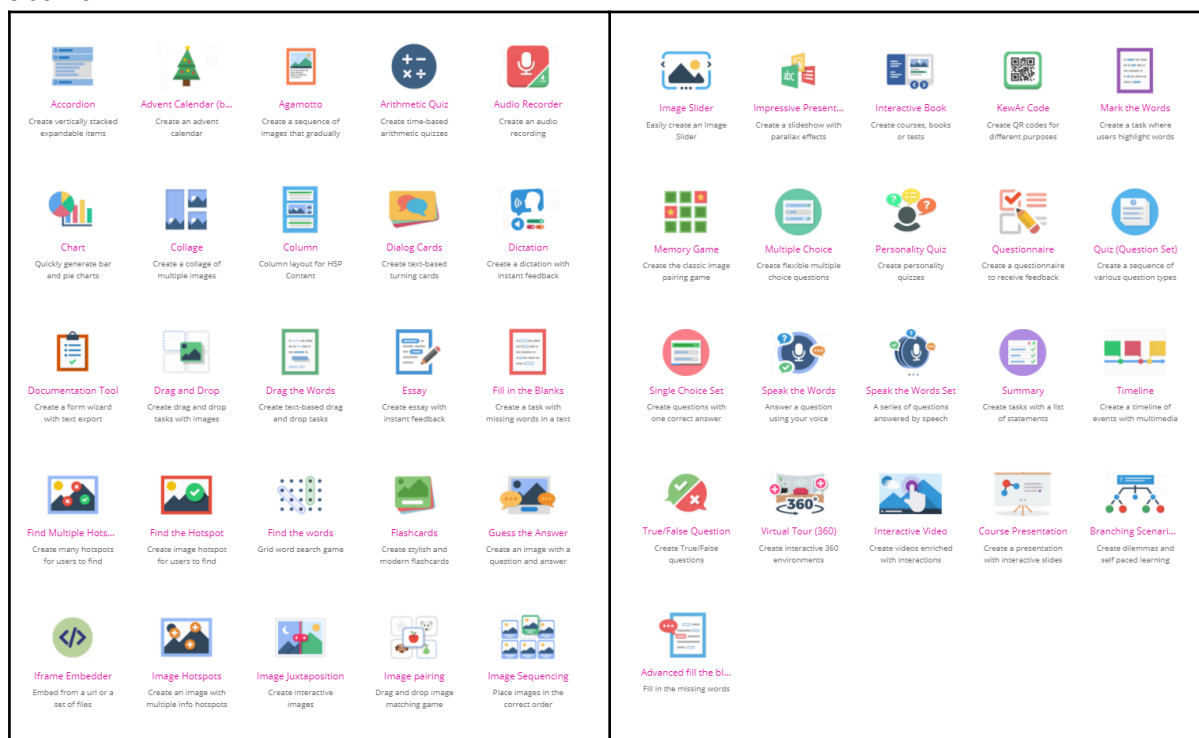 Accordion
Create vertically stacked
expandable items
Advent Calendar (b...
Create an advent
calendar
Agamotto
Create a sequence of
images that gradually
Arithmetic Quiz
Create time-based
arithmetic quizzes
Audio Recorder
Create an audio
recording
Chart
Quickly generate bar
and pie charts
Collage
Create a collage of
multiple images
Column
Column layout for H5P
Content
Dialog Cards
Create text-based
turning cards
Dictation
Create a dictation with
instant feedback
Documentation Tool
Create a form wizard
with text export
Drag and Drop
Create drag and drop
tasks with images
Drag the Words
Create text-based drag
and drop tasks
Essay
Create essay with
instant feedback
Fill in the Blanks
Create a task with
missing words in a text
Find Multiple Hots...
Create many hotspots
for users to find
Find the Hotspot
Create image hotspot
for users to find
Find the words
Grid word search game
Flashcards
Create stylish and
modern flashcards
Guess the Answer
Create an image with a
question and answer
Iframe Embedder
Embed from a url or a
set of files
Image Hotspots
Create an image with
multiple info hotspots
Image Juxtaposition
Create interactive
images
Image pairing
Drag and drop image
matching game
Image Sequencing
Place images in the
correct order
Image Slider
Easily create an Image
Slider
abc
Impressive Present...
Create a slideshow with
parallax effects
Interactive Book
Create courses, books
or tests
KewAr Code
Create QR codes for
different purposes
Mark the Words
Create a task where
users highlight words
Memory Game
Create the classic image
pairing game
Multiple Choice
Create flexible multiple
choice questions
Personality Quiz
Create personality
quizzes
Questionnaire
Create a questionnaire
to receive feedback
Quiz (Question Set)
Create a sequence of
various question types
Single Choice Set
Create questions with
one correct answer
Speak the Words
Answer a question
using your voice
Speak the Words Set
A series of questions
answered by speech
Summary
Create tasks with a list
of statements
Timeline
Create a timeline of
events with multimedia
True/False Question
Create True/False
questions
360°
Virtual Tour (360)
Create interactive 360
environments
Interactive Video
Create videos enriched
with interactions
Course Presentation
Create a presentation
with interactive slides
Branching Scenari...
Create dilemmas and
self paced learning
Advanced fill the bl...
Fill in the missing words